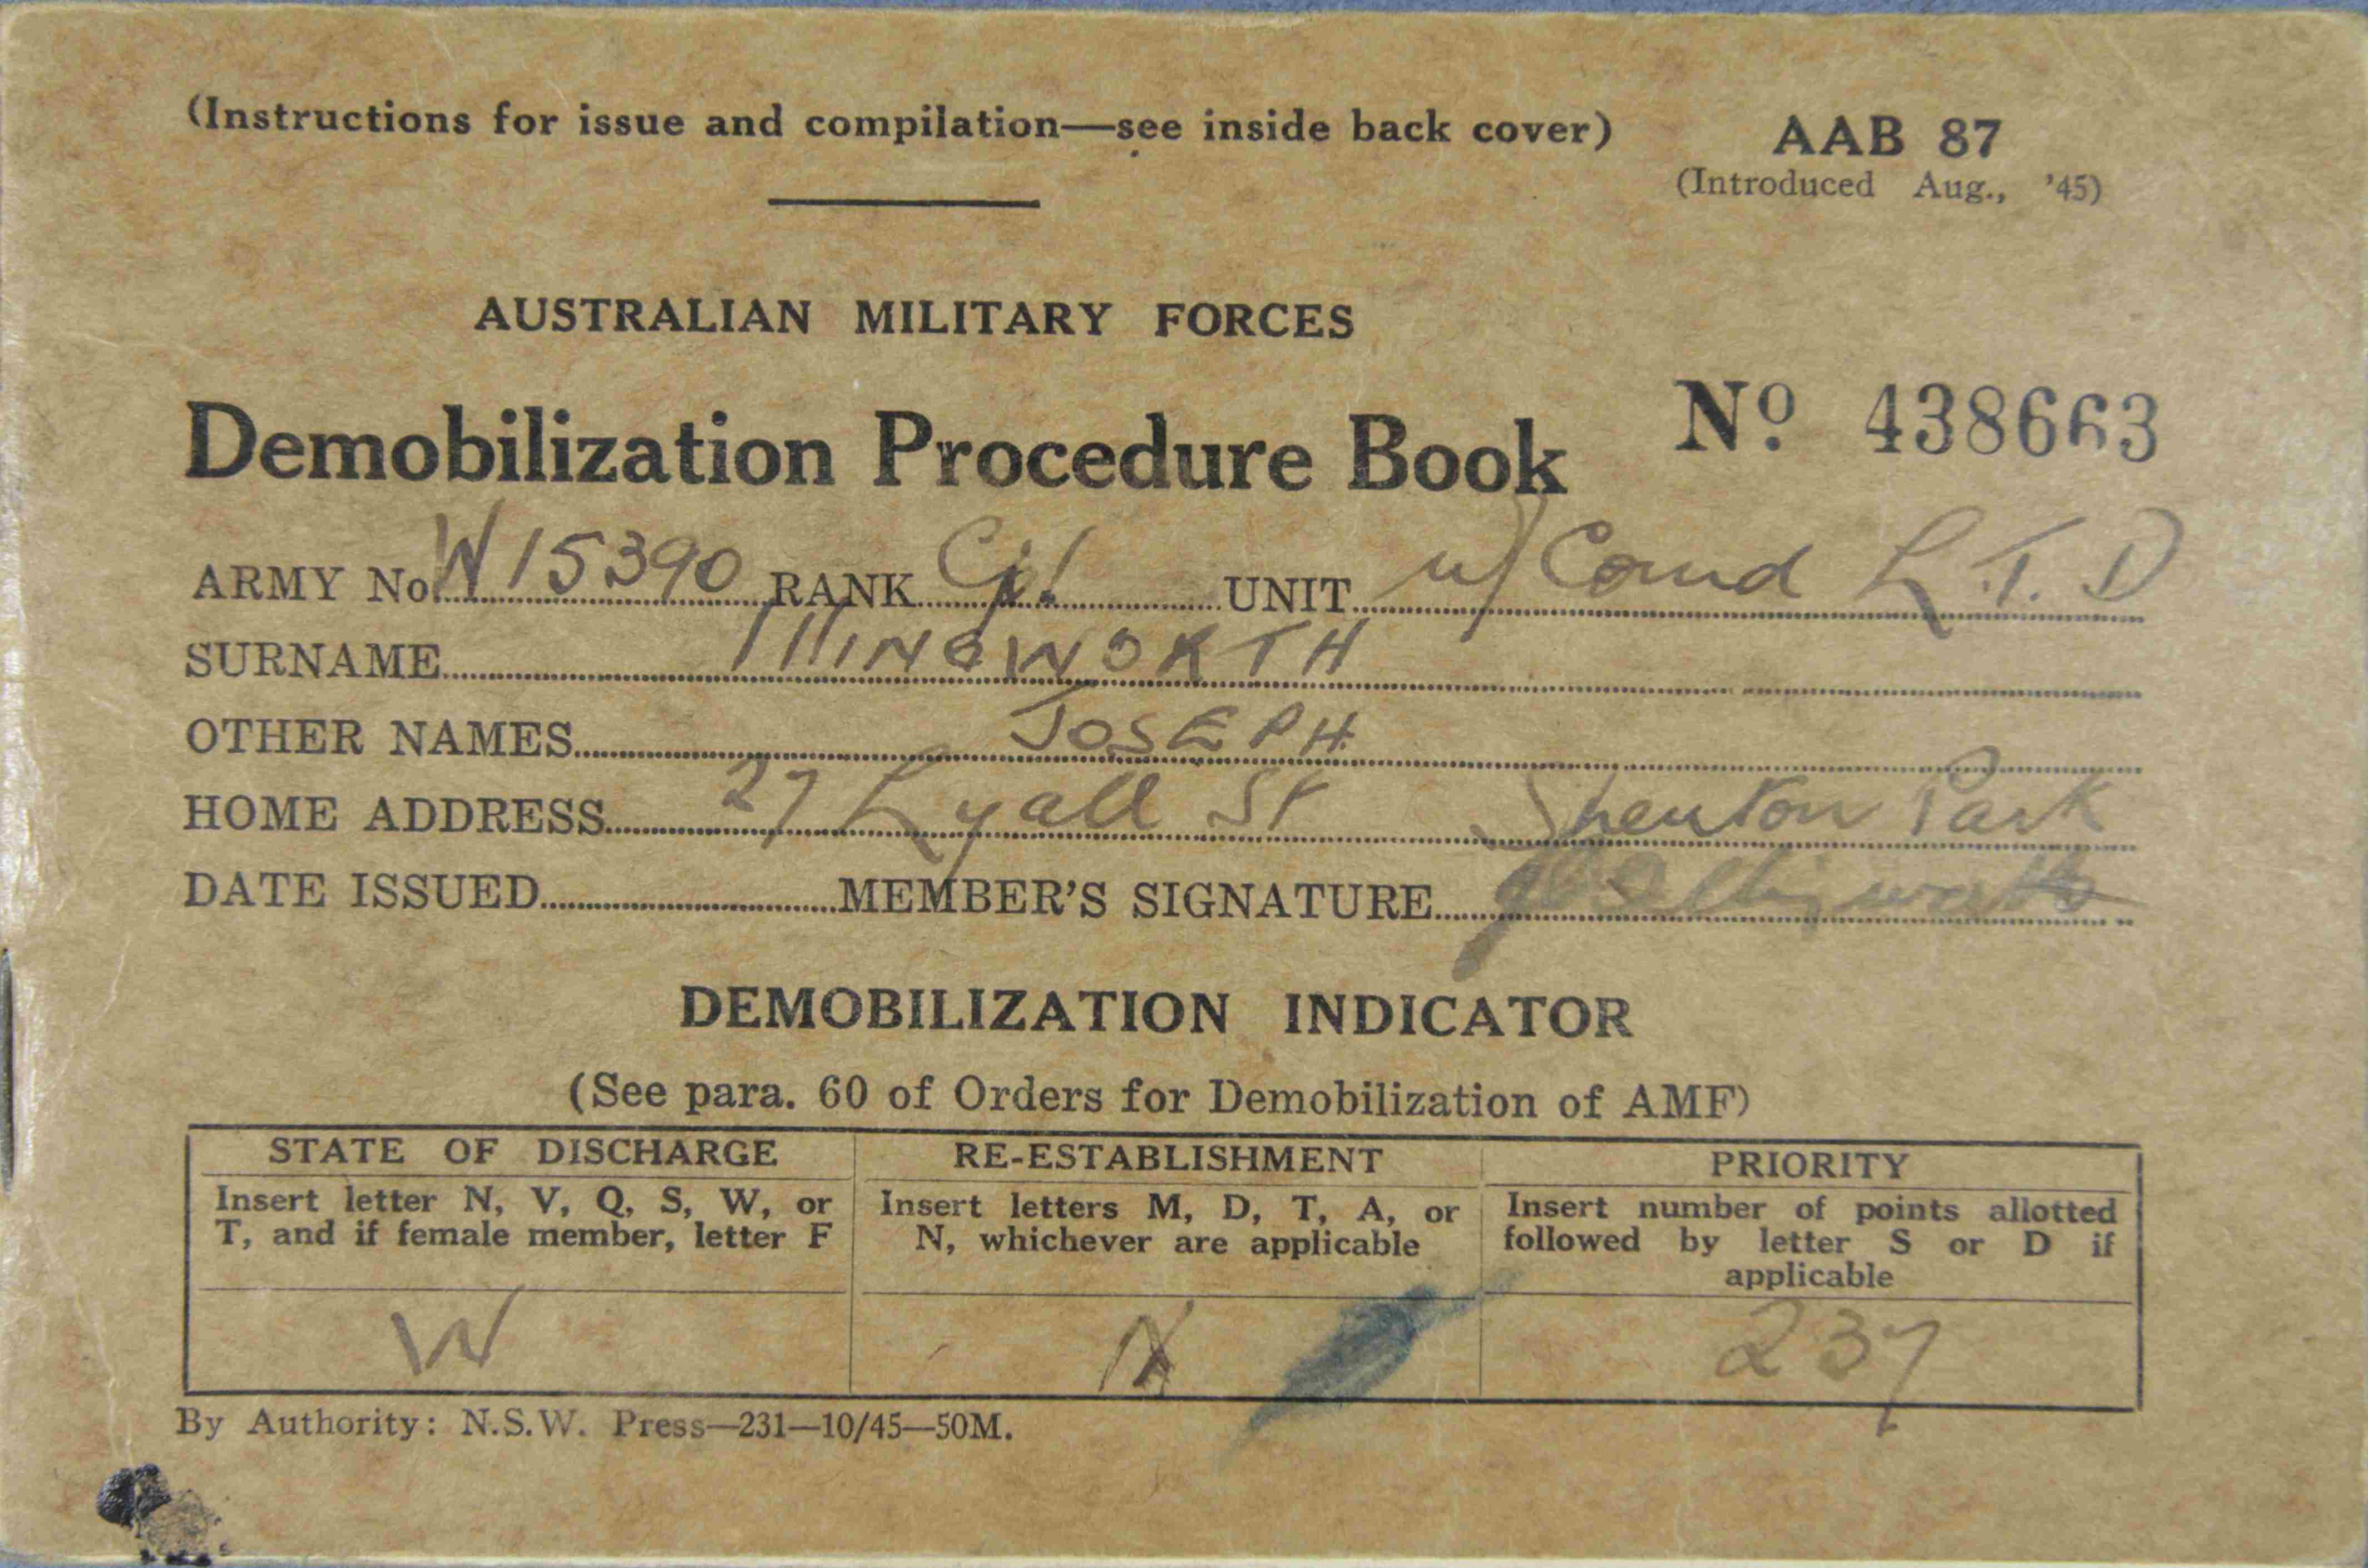 (Instructions for issue and compilation—see inside back cover)
AAB 87
(Introduced Aug., '45)
AUSTRALIAN MILITARY FORCES
Demobilization Procedure Book
Nº 438663
ARMY No. W15390 RANK Cpl UNIT w/ Comd L.T.D
SURNAME IllINGWORTH
OTHER NAMES JOSEPH
HOME ADDRESS 27 Lyall St Shenton Park
DATE ISSUED MEMBER'S SIGNATURE
DEMOBILIZATION INDICATOR
(See para. 60 of Orders for Demobilization of AMF)
STATE OF DISCHARGE
Insert letter N, V, Q, S, W, or
T, and if female member, letter F
W
RE-ESTABLISHMENT
Insert letters M, D, T, A, or
N, whichever are applicable
N
PRIORITY
Insert number of points allotted
followed by letter S or D if
applicable
237
By Authority: N.S.W. Press—231—10/45—50M.